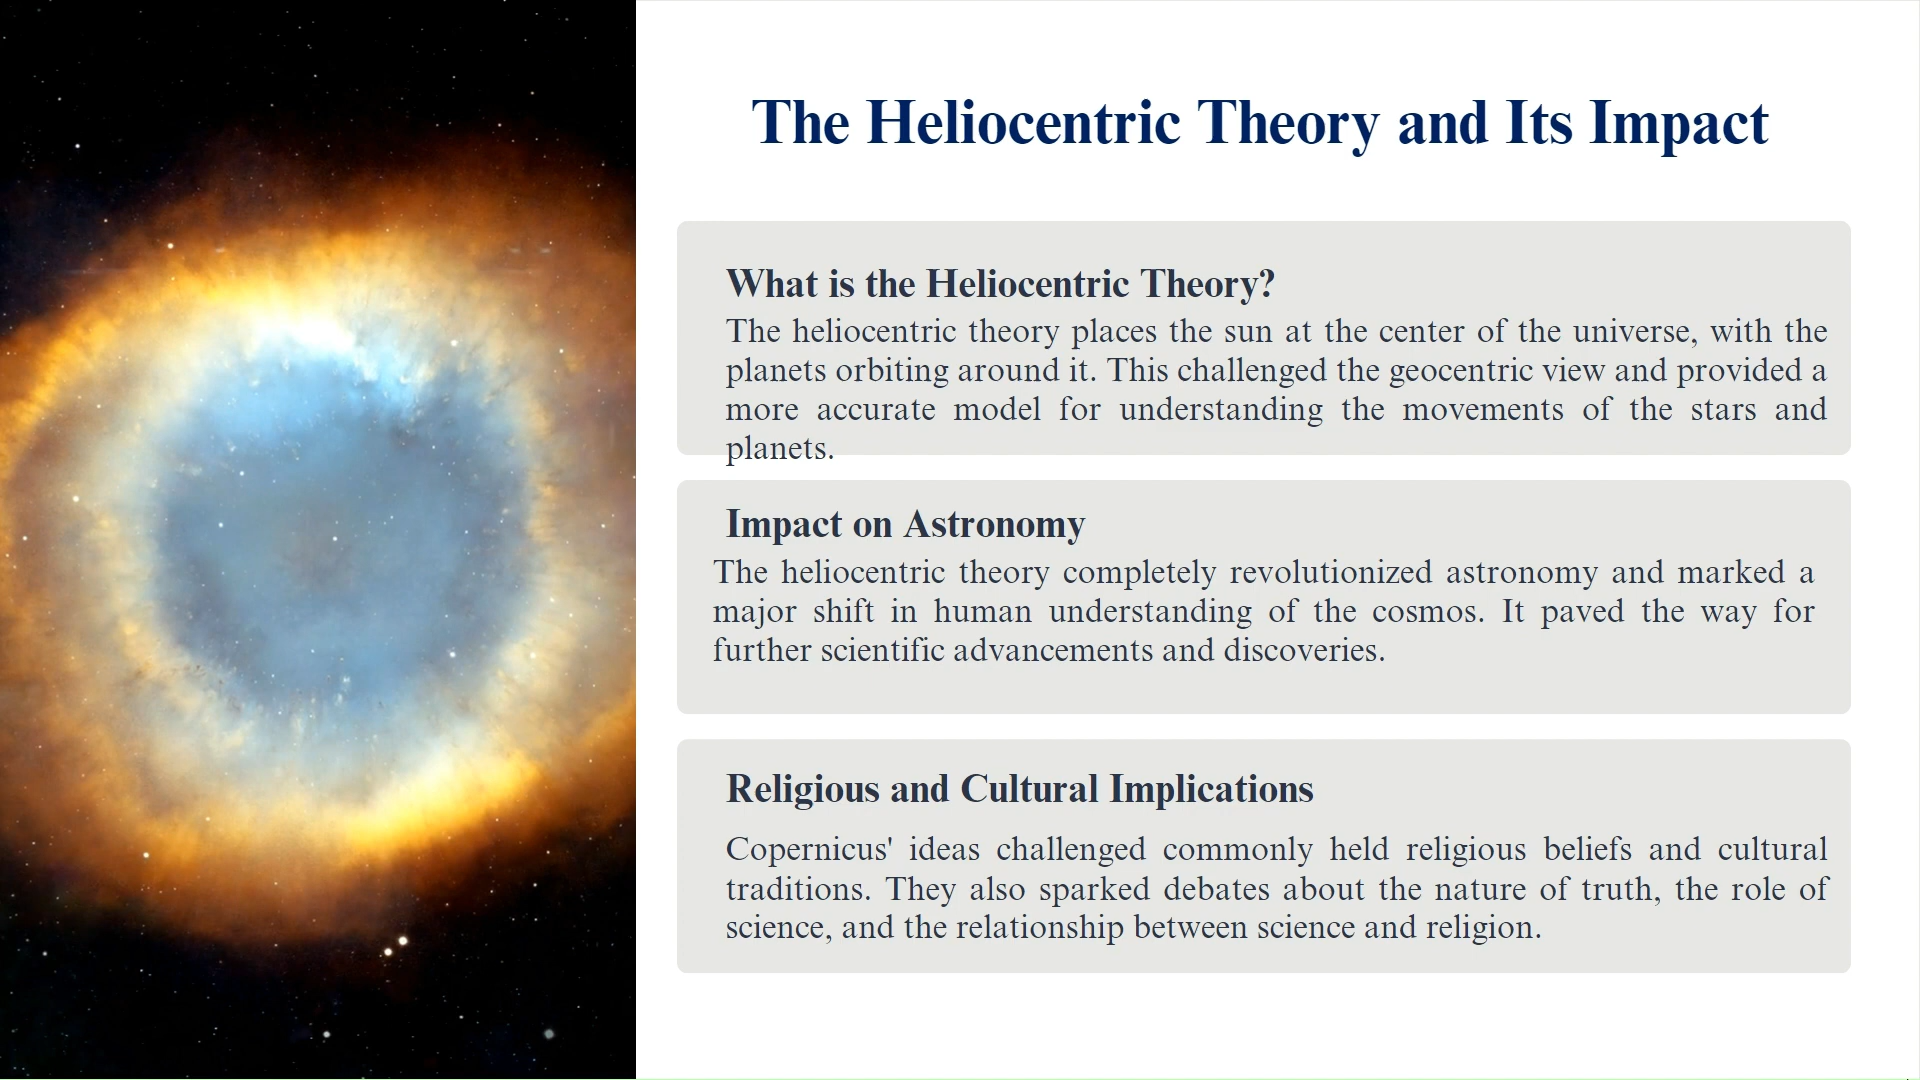 The Heliocentric Theory and Its Impact
What is the Heliocentric Theory?
The heliocentric theory places the sun at the center of the universe, with the
planets orbiting around it. This challenged the geocentric view and provided a
more accurate model for understanding the movements of the stars and
planets.
Impact on Astronomy
The heliocentric theory completely revolutionized astronomy and marked a
major shift in human understanding of the cosmos. It paved the way for
further scientific advancements and discoveries.
Religious and Cultural Implications
Copernicus' ideas challenged commonly held religious beliefs and cultural
traditions. They also sparked debates about the nature of truth, the role of
science, and the relationship between science and religion.